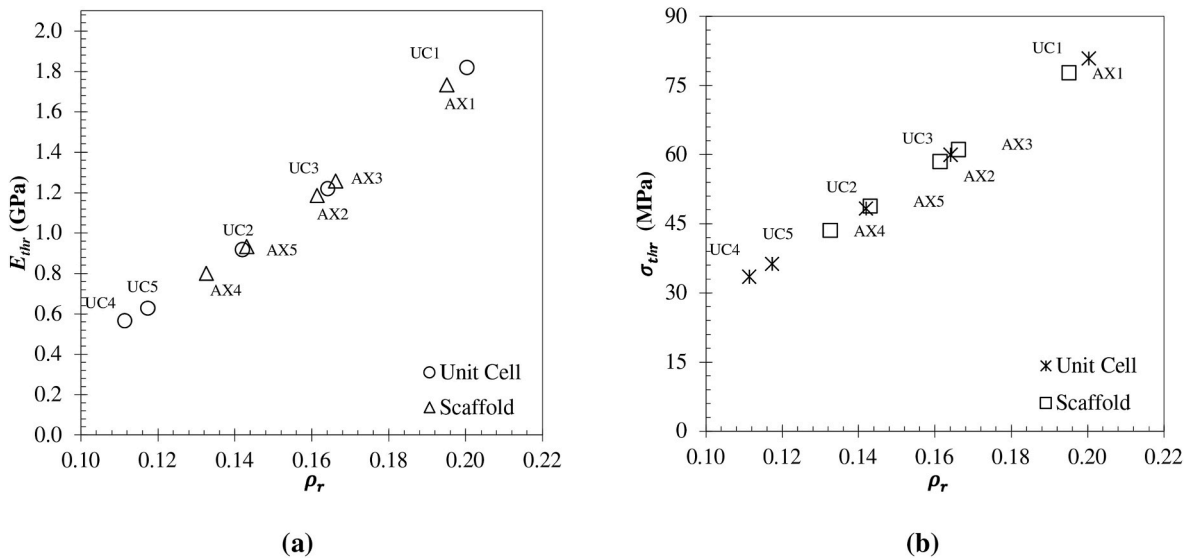 2.0
1.8
1.6
1.4
1.2
1.0
0.8
0.6
0.4
0.2
0.0
E_thr (GPa)
UC1
AX1
UC3
AX3
AX2
UC2
AX5
UC5
AX4
UC4
Unit Cell
Scaffold
0.10 0.12 0.14 0.16 0.18 0.20 0.22
ρ_r
(a)
90
75
60
45
30
15
0
σ_thr (MPa)
UC1
AX1
UC3
AX3
AX2
UC2
AX5
AX4
UC5
UC4
Unit Cell
Scaffold
0.10 0.12 0.14 0.16 0.18 0.20 0.22
ρ_r
(b)